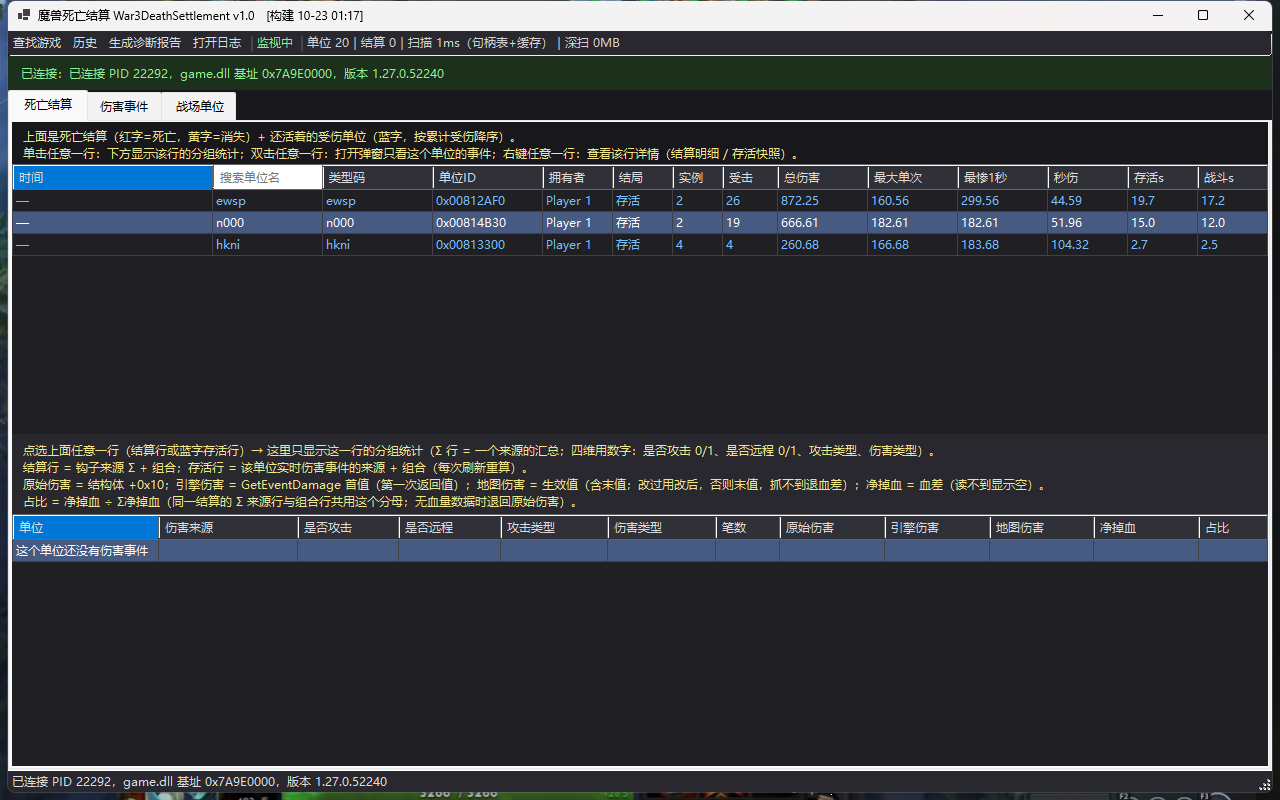 魔兽死亡结算 War3DeathSettlement v1.0 [构建 10-23 01:17]
查找游戏 历史 生成诊断报告 打开日志 | 监视中 | 单位 20 | 结算 0 | 扫描 1ms（句柄表+缓存） | 深扫 0MB
已连接：已连接 PID 22292，game.dll 基址 0x7A9E0000，版本 1.27.0.52240
死亡结算 伤害事件 战场单位
上面是死亡结算（红字=死亡，黄字=消失）+ 还活着的受伤单位（蓝字，按累计受伤降序）。
单击任意一行：下方显示该行的分组统计；双击任意一行：打开弹窗只看这个单位的事件；右键任意一行：查看该行详情（结算明细 / 存活快照）。
时间 搜索单位名 类型码 单位ID 拥有者 结局 实例 受击 总伤害 最大单次 最惨1秒 秒伤 存活s 战斗s
— ewsp ewsp 0x00812AF0 Player 1 存活 2 26 872.25 160.56 299.56 44.59 19.7 17.2
— n000 n000 0x00814B30 Player 1 存活 2 19 666.61 182.61 182.61 51.96 15.0 12.0
— hkni hkni 0x00813300 Player 1 存活 4 4 260.68 166.68 183.68 104.32 2.7 2.5
点选上面任意一行（结算行或蓝字存活行）→ 这里只显示这一行的分组统计（Σ 行 = 一个来源的汇总；四维用数字：是否攻击 0/1、是否远程 0/1、攻击类型、伤害类型）。
结算行 = 钩子来源 Σ + 组合；存活行 = 该单位实时伤害事件的来源 + 组合（每次刷新重算）。
原始伤害 = 结构体 +0x10；引擎伤害 = GetEventDamage 首值（第一次返回值）；地图伤害 = 生效值（含末值；改过用改后，否则末值，抓不到退血差）；净掉血 = 血差（读不到显示空）。
占比 = 净掉血 ÷ Σ净掉血（同一结算的 Σ 来源行与组合行共用这个分母；无血量数据时退回原始伤害）。
单位 伤害来源 是否攻击 是否远程 攻击类型 伤害类型 笔数 原始伤害 引擎伤害 地图伤害 净掉血 占比
这个单位还没有伤害事件
已连接 PID 22292，game.dll 基址 0x7A9E0000，版本 1.27.0.52240